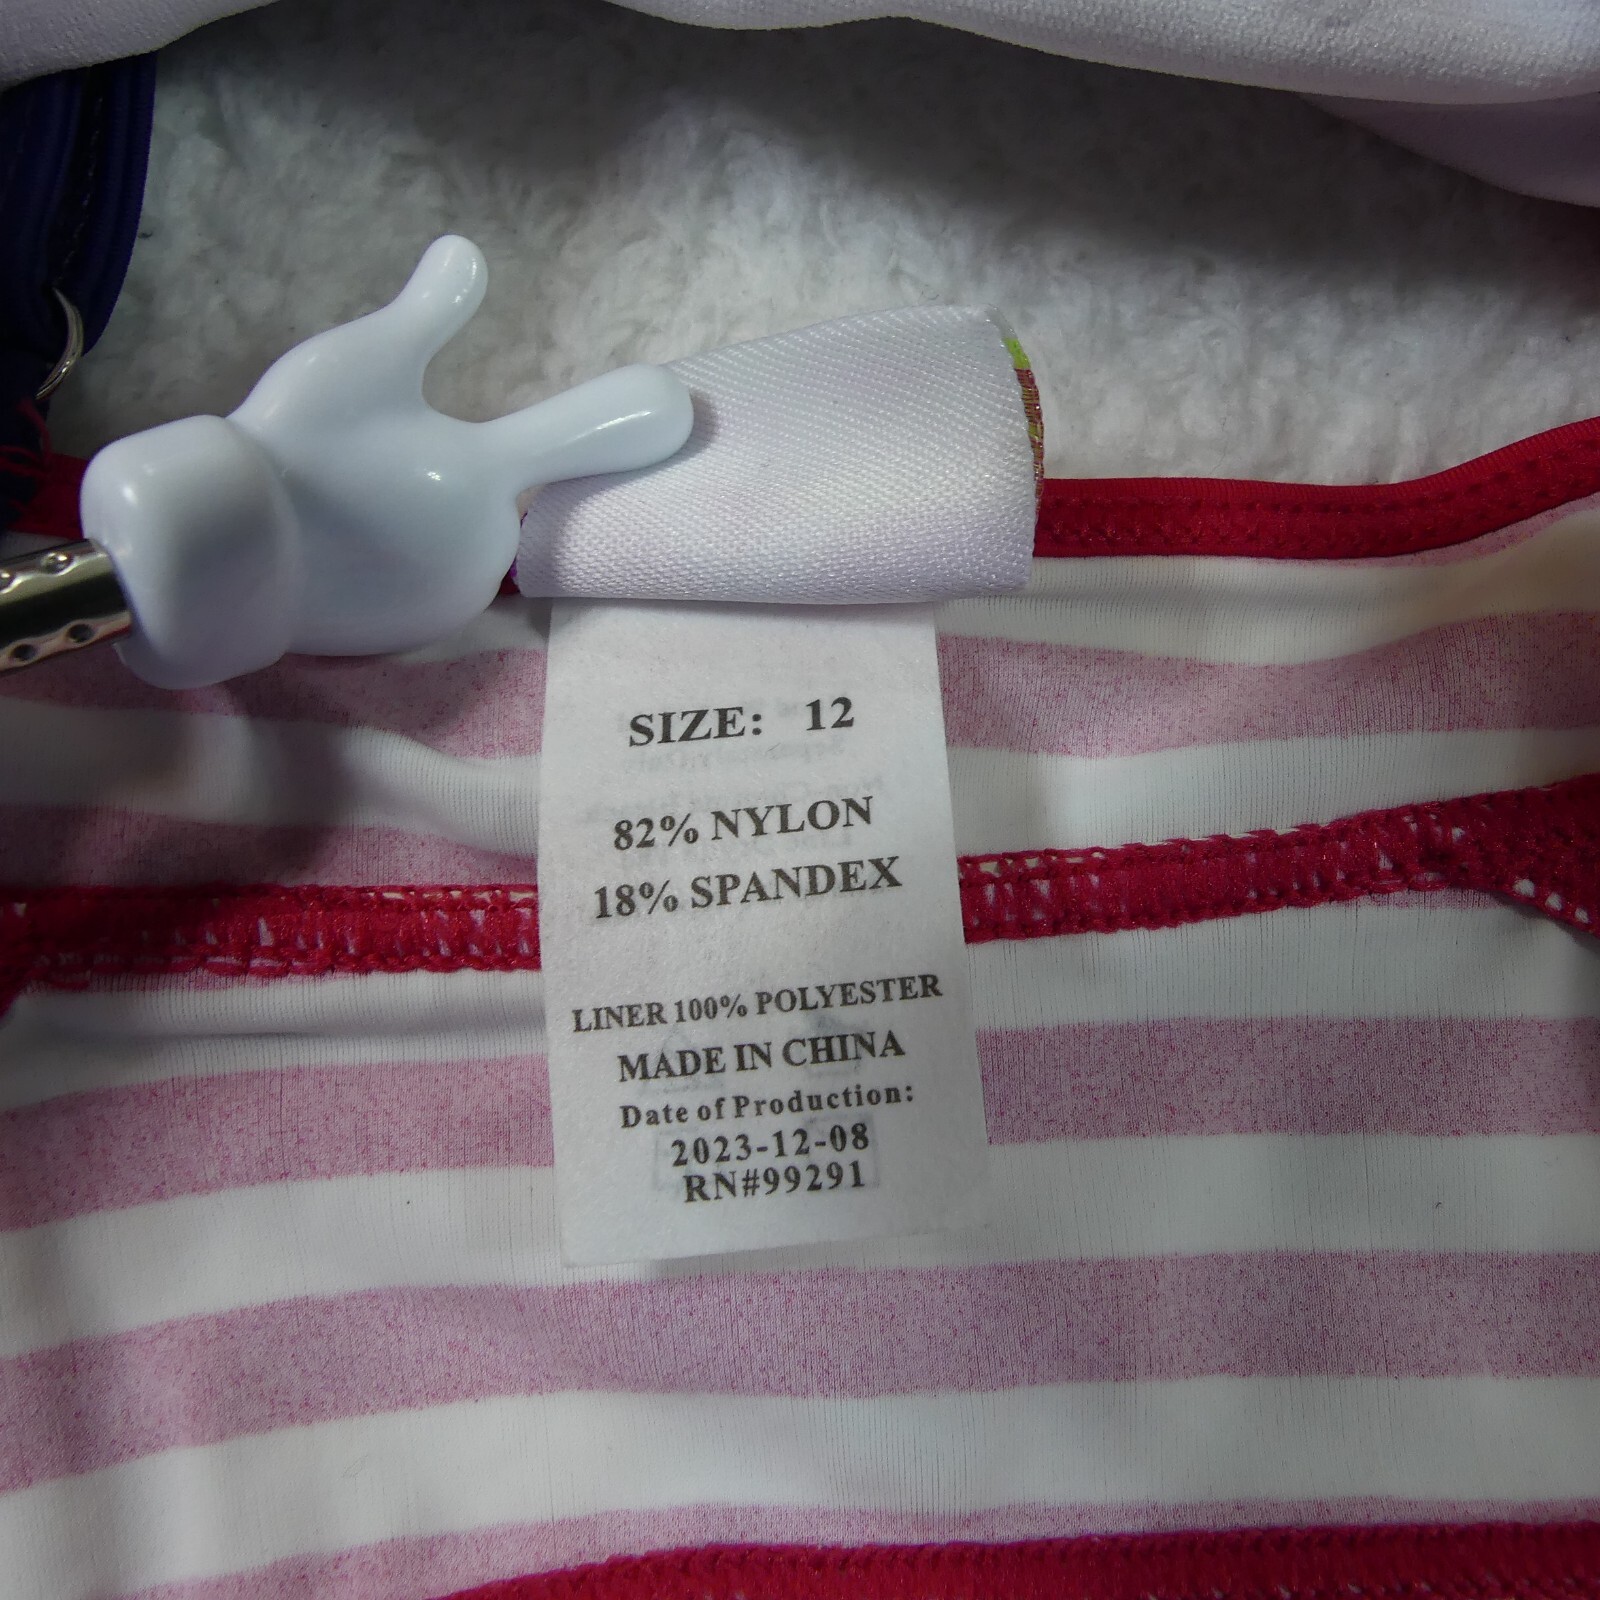 SIZE: 12
82% NYLON
18% SPANDEX
LINER 100% POLYESTER
MADE IN CHINA
Date of Production:
2023-12-08
RN#99291